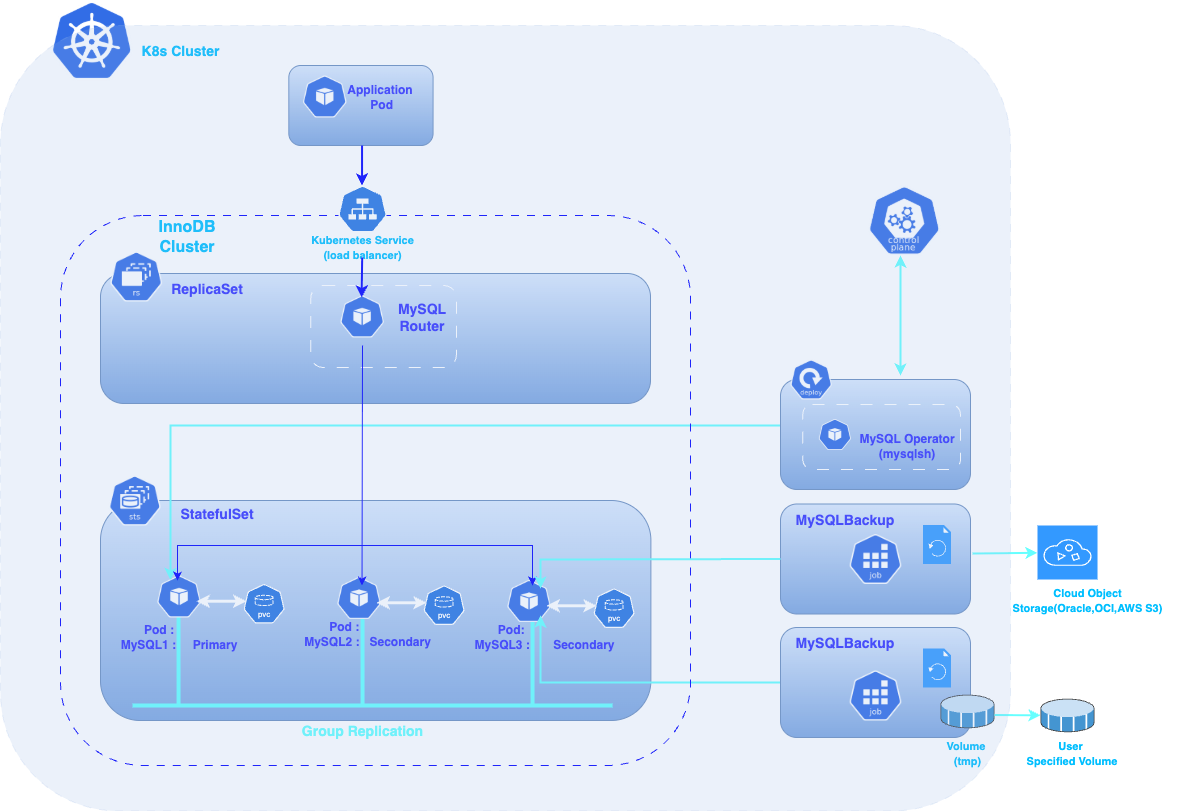 K8s Cluster
Application
Pod
InnoDB
Cluster
Kubernetes Service
(load balancer)
control
plane
rs
ReplicaSet
MySQL
Router
deploy
MySQL Operator
(mysqlsh)
sts
StatefulSet
MySQLBackup
job
Cloud Object
Storage(Oracle,OCI,AWS S3)
pvc
pvc
pvc
Pod :
MySQL1 :
Primary
Pod :
MySQL2 :
Secondary
Pod:
MySQL3 :
Secondary
Group Replication
MySQLBackup
job
Volume
(tmp)
User
Specified Volume